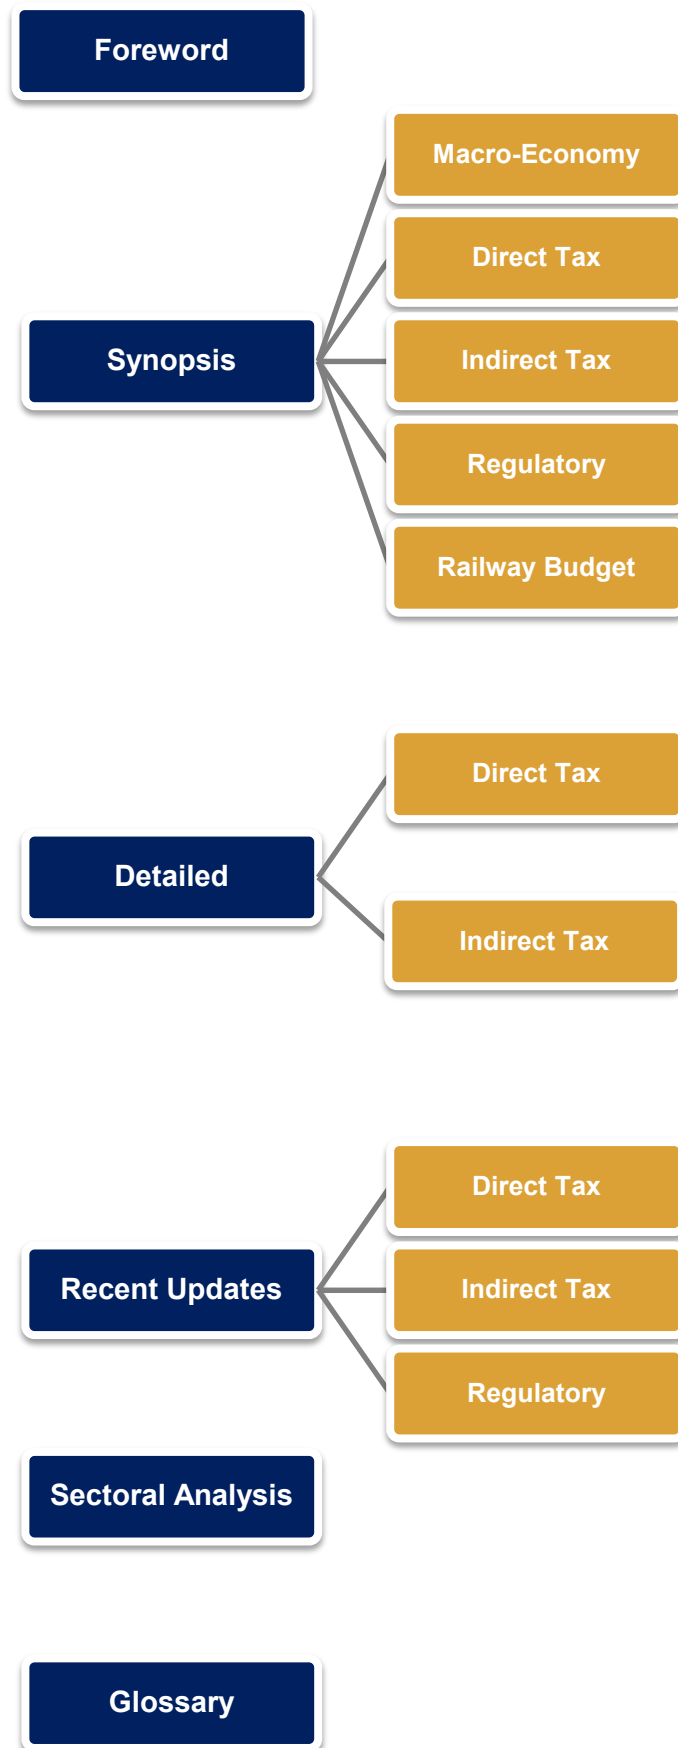 Foreword
Synopsis
Macro-Economy
Direct Tax
Indirect Tax
Regulatory
Railway Budget
Detailed
Direct Tax
Indirect Tax
Recent Updates
Direct Tax
Indirect Tax
Regulatory
Sectoral Analysis
Glossary